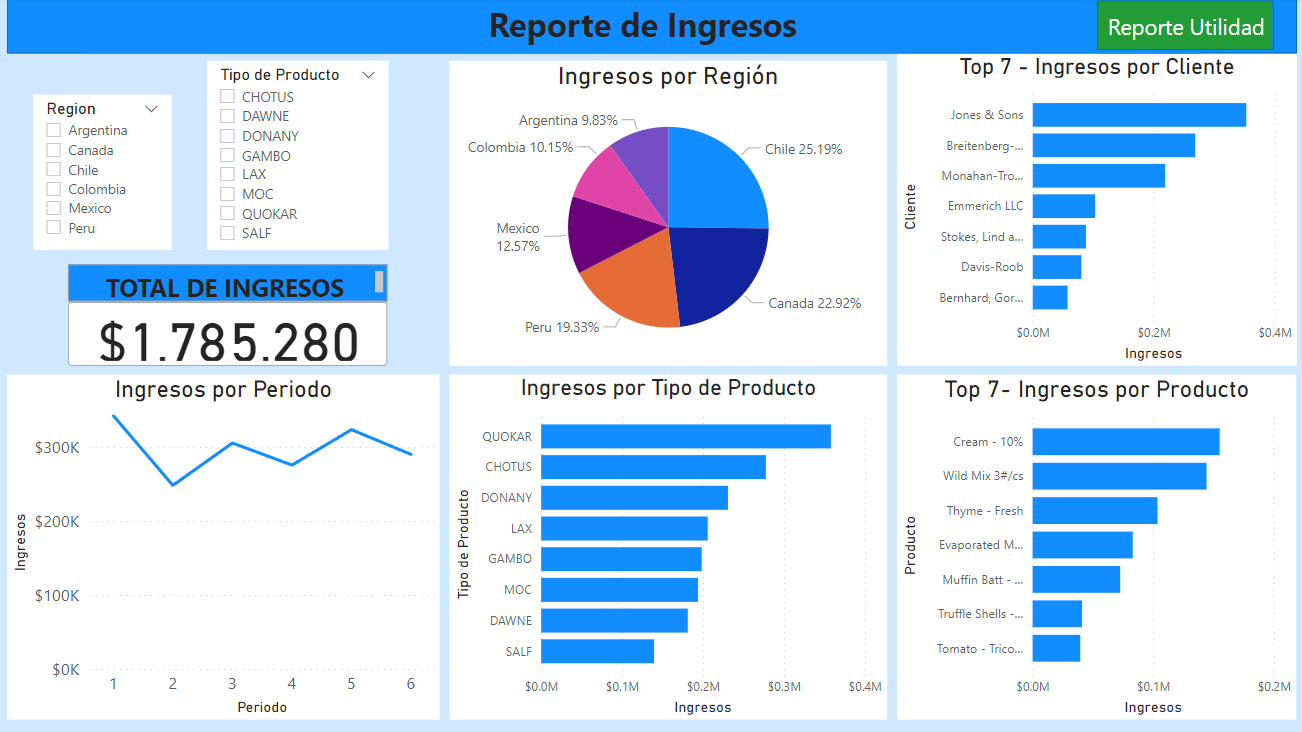 Reporte de Ingresos
Reporte Utilidad
Region
Argentina
Canada
Chile
Colombia
Mexico
Peru
Tipo de Producto
CHOTUS
DAWNE
DONANY
GAMBO
LAX
MOC
QUOKAR
SALF
TOTAL DE INGRESOS
$1.785.280
Ingresos por Región
Argentina 9.83%
Colombia 10.15%
Chile 25.19%
Mexico
12.57%
Canada 22.92%
Peru 19.33%
Top 7 - Ingresos por Cliente
Cliente
Jones & Sons
Breitenberg-...
Monahan-Tro...
Emmerich LLC
Stokes, Lind a...
Davis-Roob
Bernhard, Gor...
$0.0M $0.2M $0.4M
Ingresos
Ingresos por Periodo
Ingresos
$300K
$200K
$100K
$0K
1 2 3 4 5 6
Periodo
Ingresos por Tipo de Producto
Tipo de Producto
QUOKAR
CHOTUS
DONANY
LAX
GAMBO
MOC
DAWNE
SALF
$0.0M $0.1M $0.2M $0.3M $0.4M
Ingresos
Top 7- Ingresos por Producto
Producto
Cream - 10%
Wild Mix 3#/cs
Thyme - Fresh
Evaporated M...
Muffin Batt - ...
Truffle Shells -...
Tomato - Trico...
$0.0M $0.1M $0.2M
Ingresos